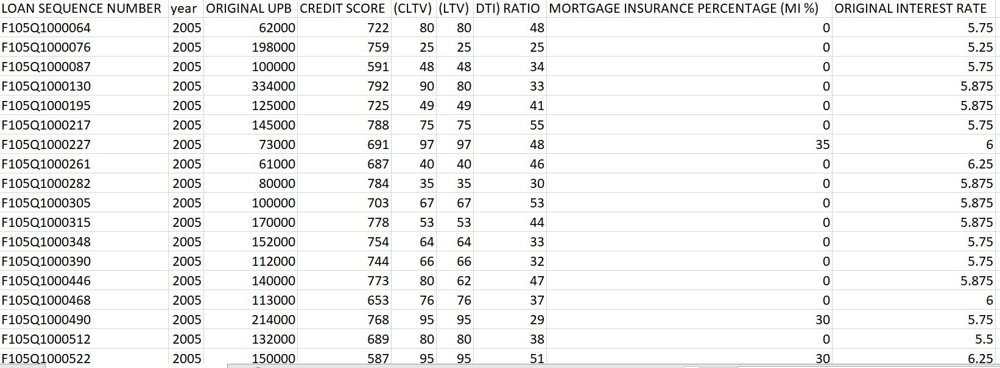 LOAN SEQUENCE NUMBER year ORIGINAL UPB CREDIT SCORE (CLTV) (LTV) DTI) RATIO MORTGAGE INSURANCE PERCENTAGE (MI %) ORIGINAL INTEREST RATE
F105Q1000064 2005 62000 722 80 80 48 0 5.75
F105Q1000076 2005 198000 759 25 25 25 0 5.25
F105Q1000087 2005 100000 591 48 48 34 0 5.75
F105Q1000130 2005 334000 792 90 80 33 0 5.875
F105Q1000195 2005 125000 725 49 49 41 0 5.875
F105Q1000217 2005 145000 788 75 75 55 0 5.75
F105Q1000227 2005 73000 691 97 97 48 35 6
F105Q1000261 2005 61000 687 40 40 46 0 6.25
F105Q1000282 2005 80000 784 35 35 30 0 5.875
F105Q1000305 2005 100000 703 67 67 53 0 5.875
F105Q1000315 2005 170000 778 53 53 44 0 5.875
F105Q1000348 2005 152000 754 64 64 33 0 5.75
F105Q1000390 2005 112000 744 66 66 32 0 5.75
F105Q1000446 2005 140000 773 80 62 47 0 5.875
F105Q1000468 2005 113000 653 76 76 37 0 6
F105Q1000490 2005 214000 768 95 95 29 30 5.75
F105Q1000512 2005 132000 689 80 80 38 0 5.5
F105Q1000522 2005 150000 587 95 95 51 30 6.25